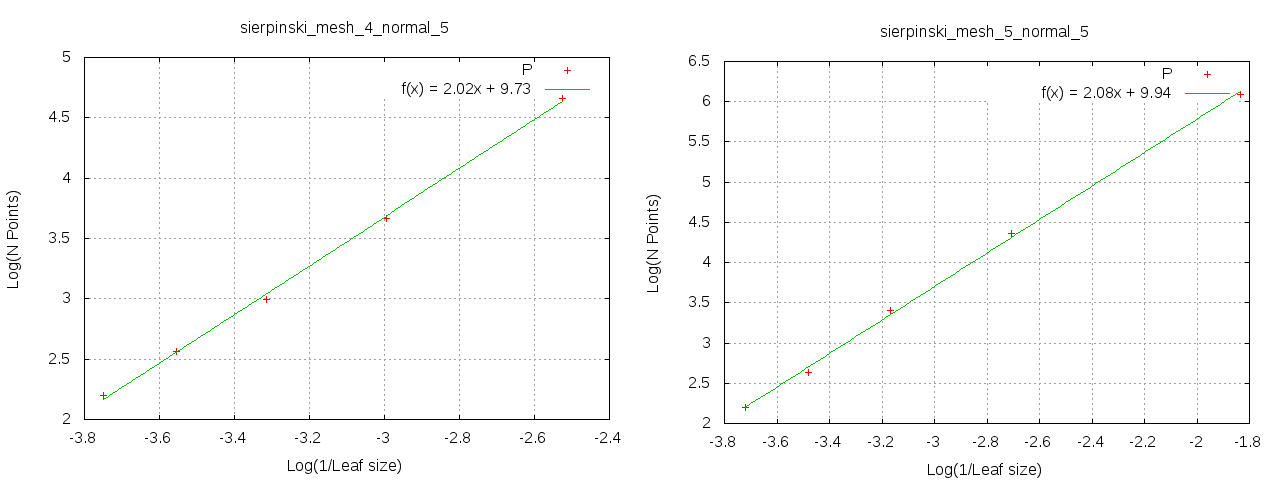 sierpinski_mesh_4_normal_5
P
f(x) = 2.02x + 9.73
5
4.5
4
3.5
3
2.5
2
Log(N Points)
-3.8 -3.6 -3.4 -3.2 -3 -2.8 -2.6 -2.4
Log(1/Leaf size)
sierpinski_mesh_5_normal_5
P
f(x) = 2.08x + 9.94
6.5
6
5.5
5
4.5
4
3.5
3
2.5
2
Log(N Points)
-3.8 -3.6 -3.4 -3.2 -3 -2.8 -2.6 -2.4 -2.2 -2 -1.8
Log(1/Leaf size)